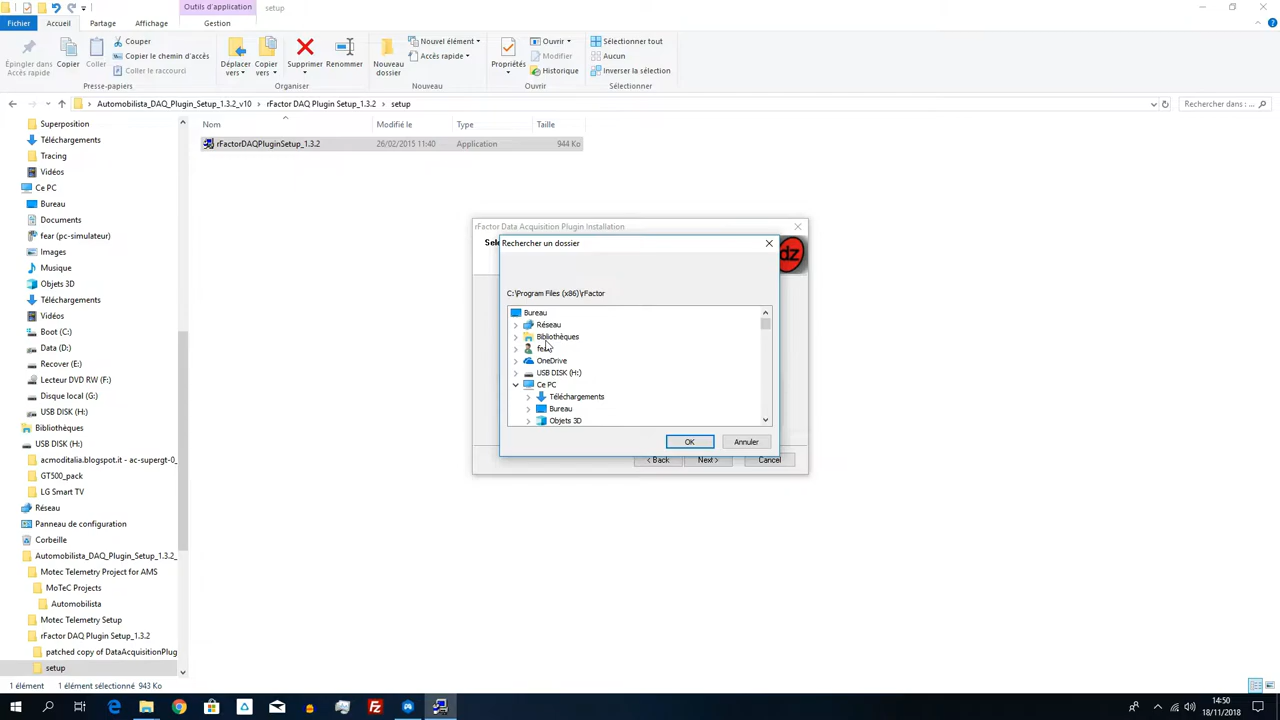 Outils d'application
setup
Fichier
Accueil
Partage
Affichage
Gestion
Épingler dans Accès rapide
Copier
Coller
Couper
Copier le chemin d'accès
Coller le raccourci
Presse-papiers
Déplacer vers
Copier vers
Supprimer
Renommer
Organiser
Nouveau dossier
Nouvel élément
Accès rapide
Nouveau
Propriétés
Ouvrir
Modifier
Historique
Ouvrir
Sélectionner tout
Aucun
Inverser la sélection
Sélectionner
Automobilista_DAQ_Plugin_Setup_1.3.2_v10 > rFactor DAQ Plugin Setup_1.3.2 > setup
Rechercher dans : ...
Nom
Modifié le
Type
Taille
rFactorDAQPluginSetup_1.3.2
26/02/2015 11:40
Application
944 Ko
Superposition
Téléchargements
Tracing
Vidéos
Ce PC
Bureau
Documents
fear (pc-simulateur)
Images
Musique
Objets 3D
Téléchargements
Vidéos
Boot (C:)
Data (D:)
Recover (E:)
Lecteur DVD RW (F:)
Disque local (G:)
USB DISK (H:)
Bibliothèques
USB DISK (H:)
acmoditalia.blogspot.it - ac-supergt-0_
GT500_pack
LG Smart TV
Réseau
Panneau de configuration
Corbeille
Automobilista_DAQ_Plugin_Setup_1.3.2_
Motec Telemetry Project for AMS
MoTeC Projects
Automobilista
Motec Telemetry Setup
rFactor DAQ Plugin Setup_1.3.2
patched copy of DataAcquisitionPlug
setup
rFactor Data Acquisition Plugin Installation
Sele
dz
Rechercher un dossier
C:\Program Files (x86)\rFactor
Bureau
Réseau
Bibliothèques
OneDrive
USB DISK (H:)
Ce PC
Téléchargements
Bureau
Objets 3D
OK
Annuler
< Back
Next >
Cancel
1 élément
1 élément sélectionné 943 Ko
14:50
18/11/2018